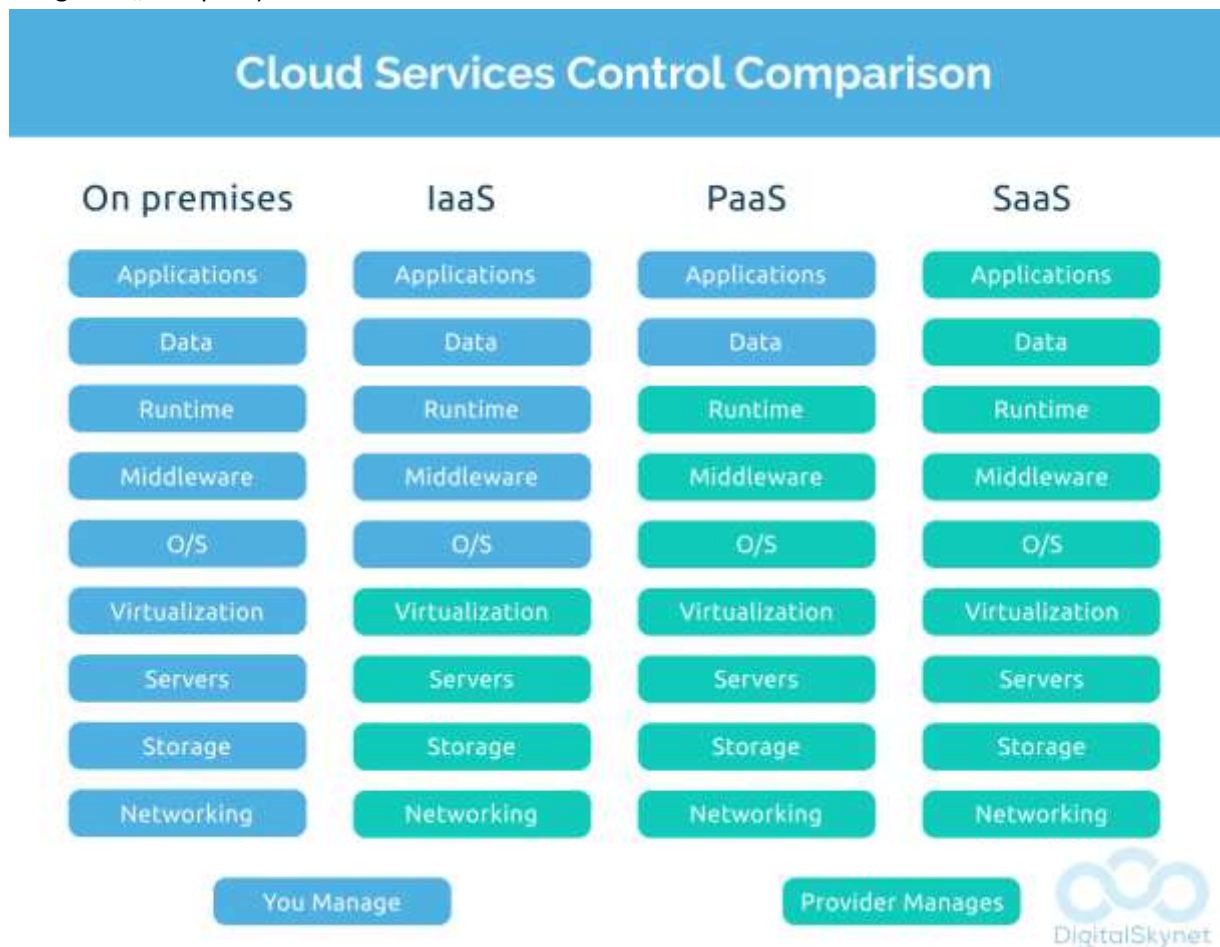 Cloud Services Control Comparison
On premises IaaS PaaS SaaS
Applications Applications Applications Applications
Data Data Data Data
Runtime Runtime Runtime Runtime
Middleware Middleware Middleware Middleware
O/S O/S O/S O/S
Virtualization Virtualization Virtualization Virtualization
Servers Servers Servers Servers
Storage Storage Storage Storage
Networking Networking Networking Networking
You Manage Provider Manages
DigitalSkynet